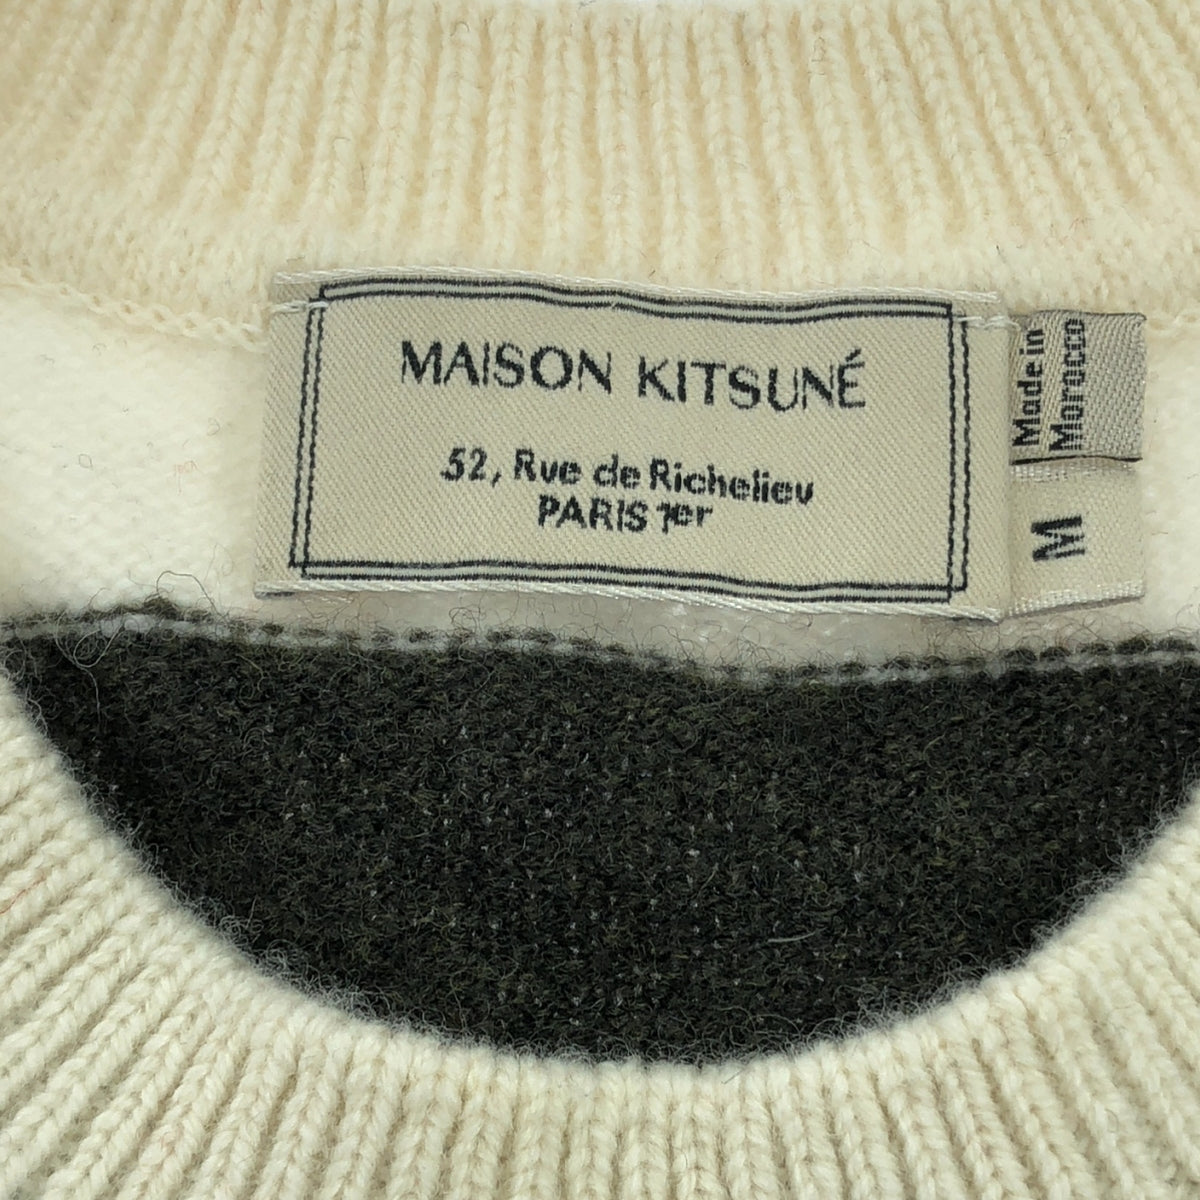 MAISON KITSUNÉ
52, Rue de Richelieu
PARIS 1er
Made in
Morocco
M